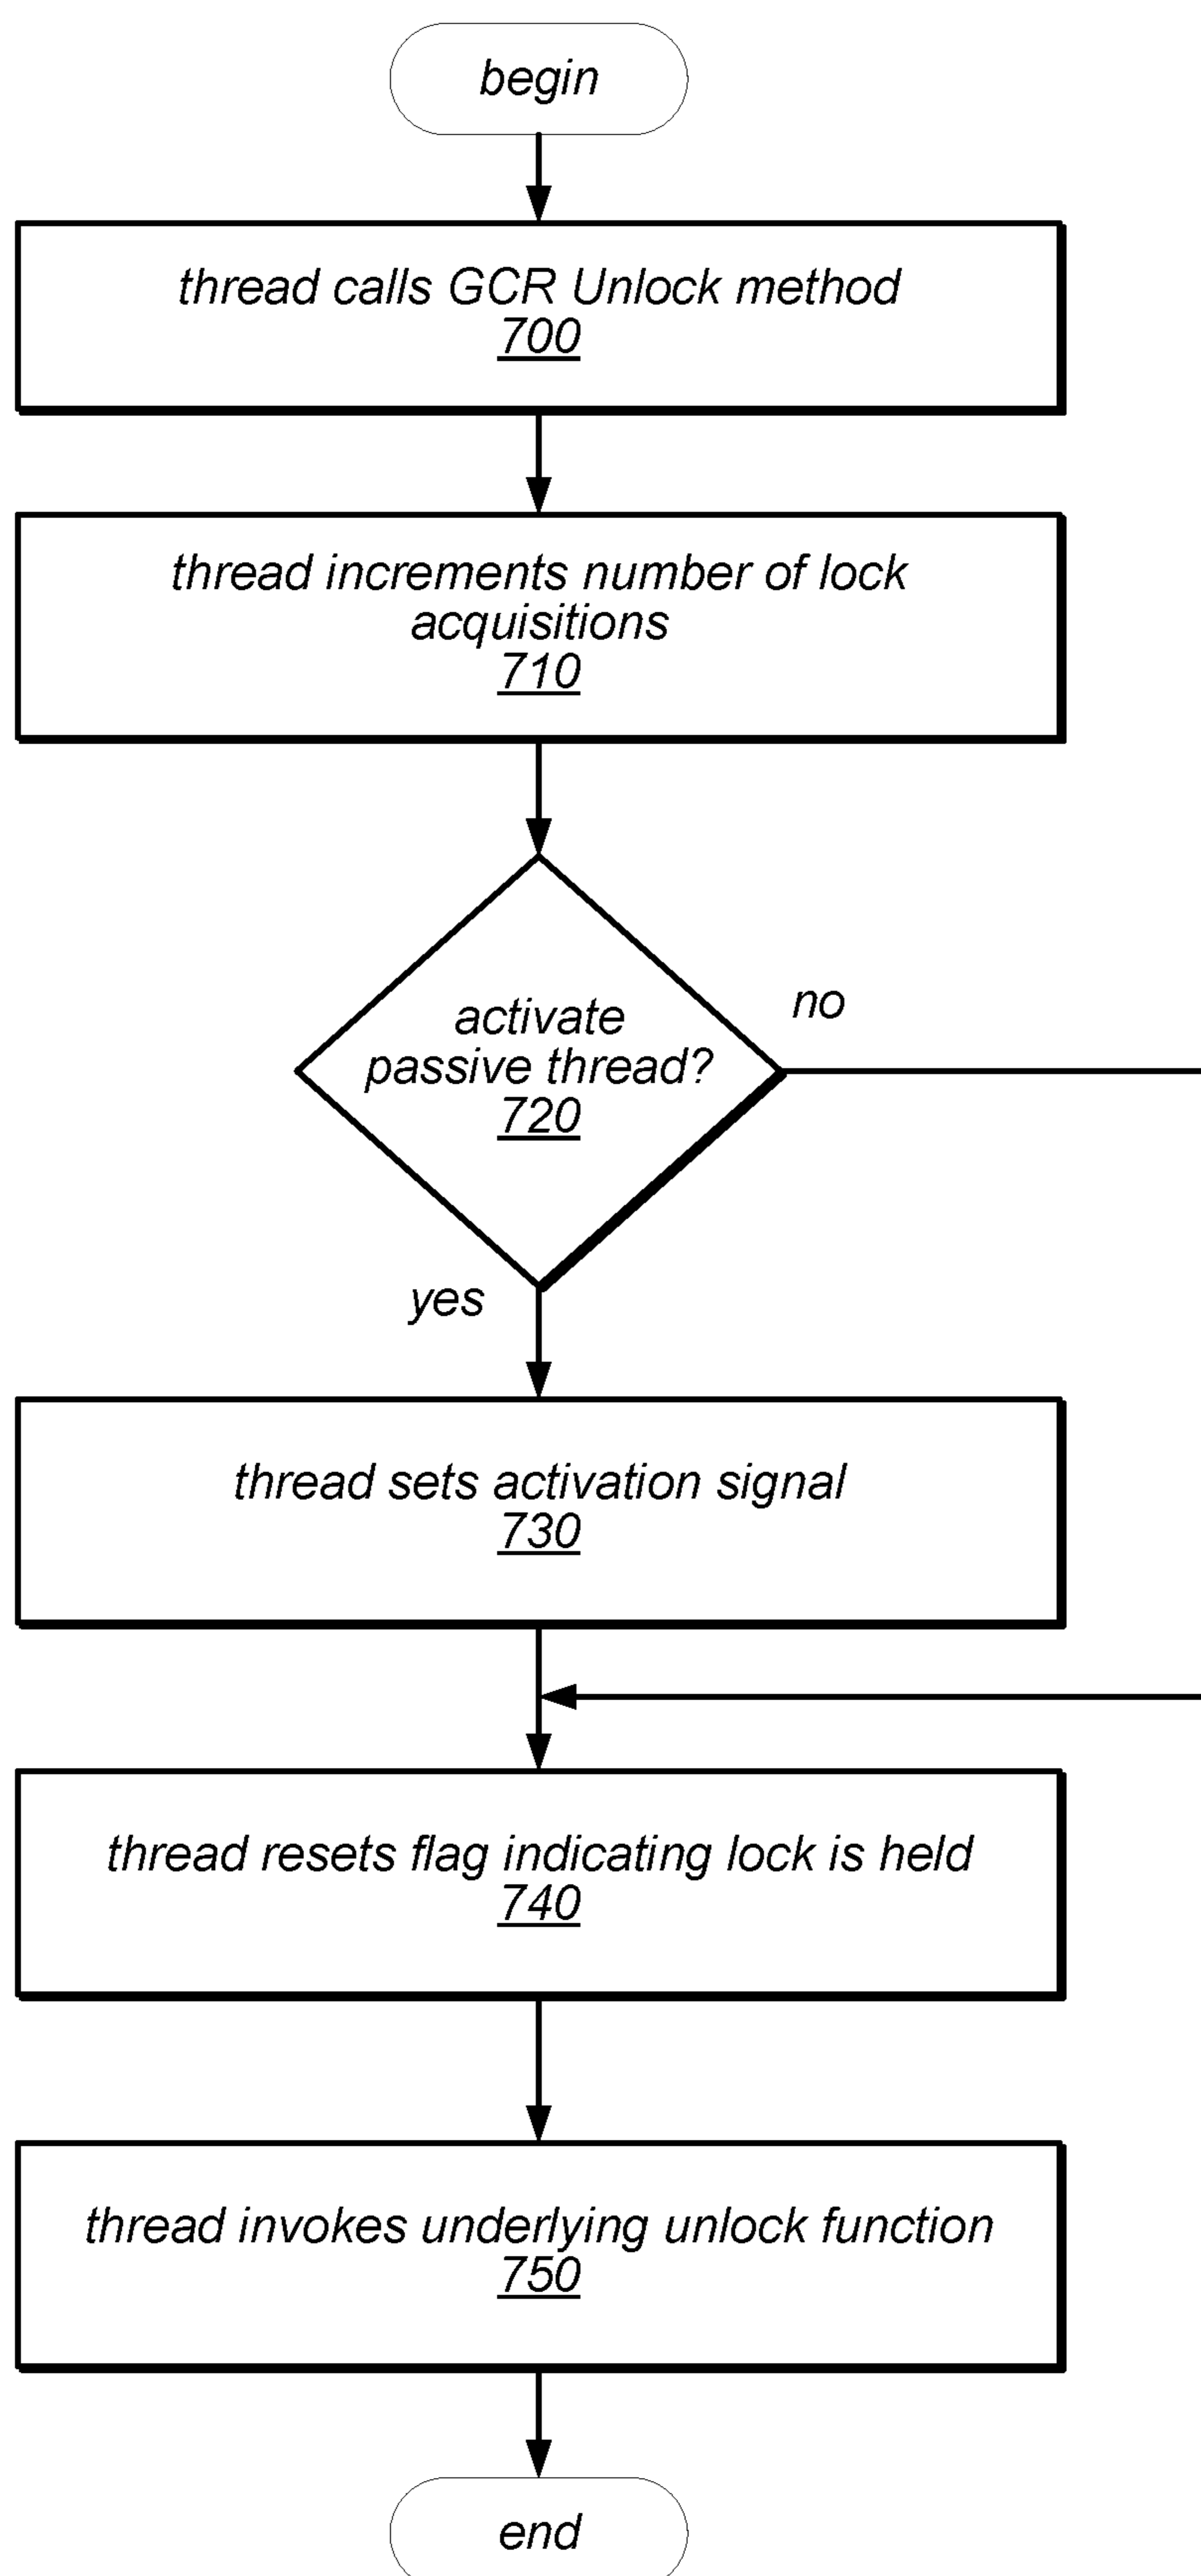 begin
thread calls GCR Unlock method
700
thread increments number of lock
acquisitions
710
activate
passive thread?
720
no
yes
thread sets activation signal
730
thread resets flag indicating lock is held
740
thread invokes underlying unlock function
750
end